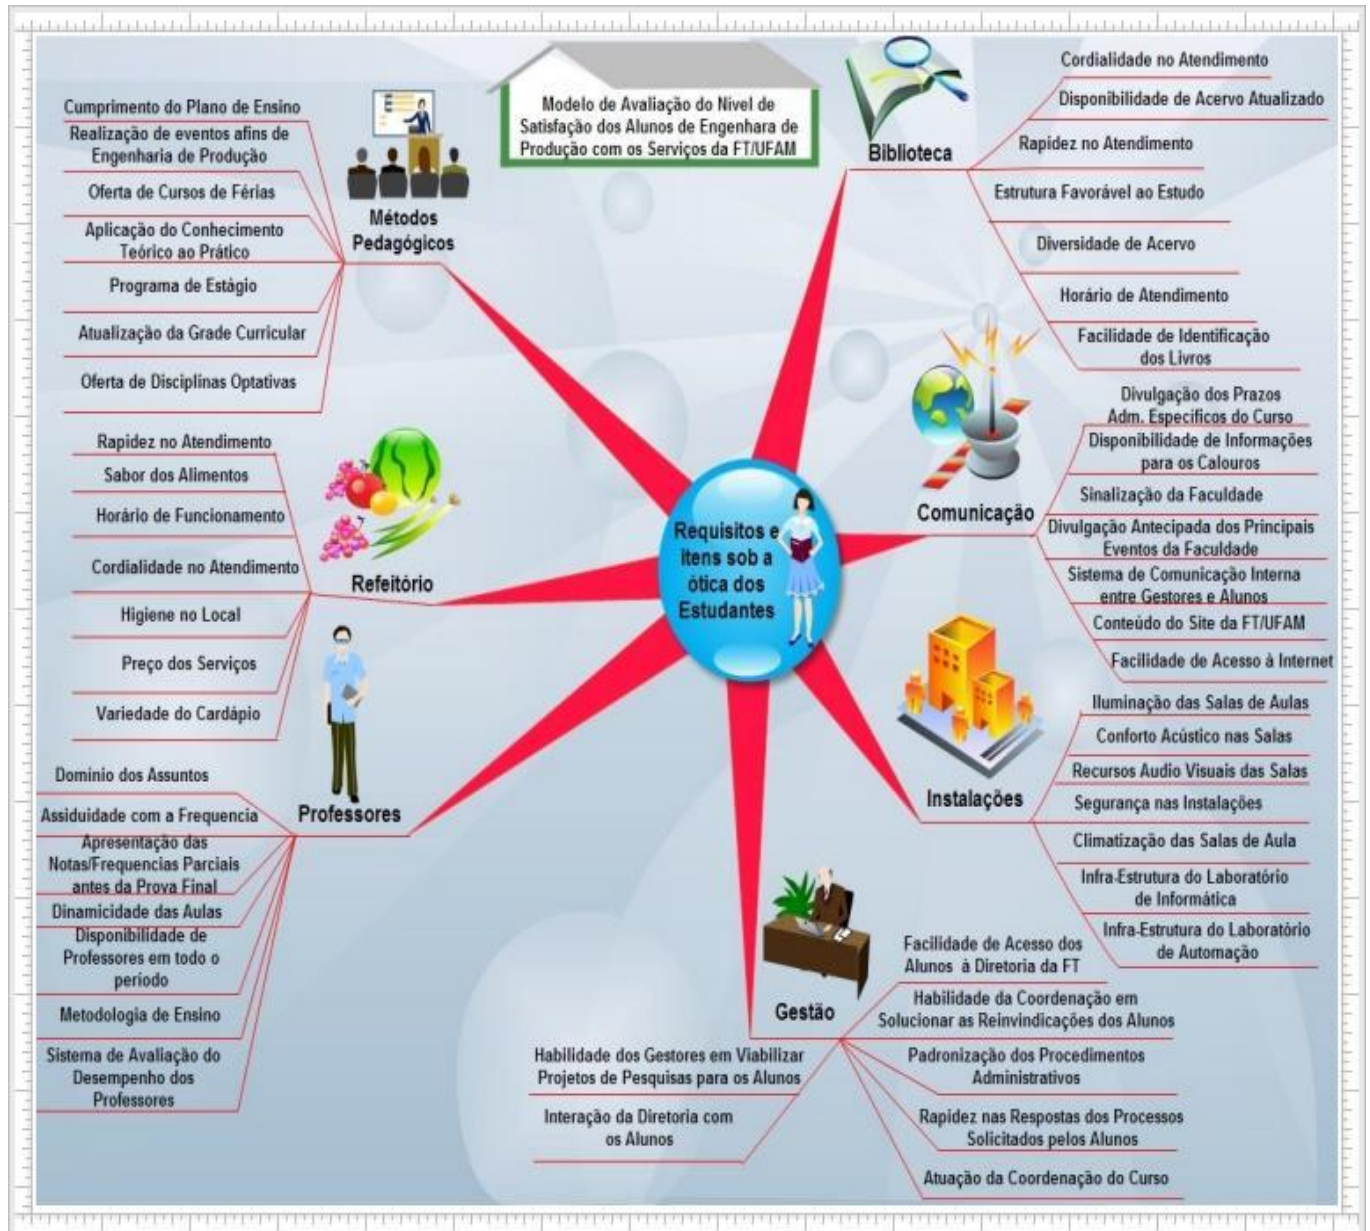 Modelo de Avaliação do Nivel de
Satisfação dos Alunos de Engenhara de
Produção com os Serviços da FT/UFAM
Requisitos e
itens sob a
ótica dos
Estudantes
Métodos
Pedagógicos
Cumprimento do Plano de Ensino
Realização de eventos afins de
Engenharia de Produção
Oferta de Cursos de Férias
Aplicação do Conhecimento
Teórico ao Prático
Programa de Estágio
Atualização da Grade Curricular
Oferta de Disciplinas Optativas
Refeitório
Rapidez no Atendimento
Sabor dos Alimentos
Horário de Funcionamento
Cordialidade no Atendimento
Higiene no Local
Preço dos Serviços
Variedade do Cardápio
Professores
Dominio dos Assuntos
Assiduidade com a Frequencia
Apresentação das
Notas/Frequencias Parciais
antes da Prova Final
Dinamicidade das Aulas
Disponibilidade de
Professores em todo o
período
Metodologia de Ensino
Sistema de Avaliação do
Desempenho dos
Professores
Biblioteca
Cordialidade no Atendimento
Disponibilidade de Acervo Atualizado
Rapidez no Atendimento
Estrutura Favorável ao Estudo
Diversidade de Acervo
Horário de Atendimento
Facilidade de Identificação
dos Livros
Comunicação
Divulgação dos Prazos
Adm. Especificos do Curso
Disponibilidade de Informações
para os Calouros
Sinalização da Faculdade
Divulgação Antecipada dos Principais
Eventos da Faculdade
Sistema de Comunicação Interna
entre Gestores e Alunos
Conteúdo do Site da FT/UFAM
Facilidade de Acesso à Internet
Instalações
Iluminação das Salas de Aulas
Conforto Acústico nas Salas
Recursos Audio Visuais das Salas
Segurança nas Instalações
Climatização das Salas de Aula
Infra-Estrutura do Laboratório
de Informática
Infra-Estrutura do Laboratório
de Automação
Gestão
Facilidade de Acesso dos
Alunos à Diretoria da FT
Habilidade da Coordenação em
Solucionar as Reinvindicações dos Alunos
Padronização dos Procedimentos
Administrativos
Rapidez nas Respostas dos Processos
Solicitados pelos Alunos
Atuação da Coordenação do Curso
Habilidade dos Gestores em Viabilizar
Projetos de Pesquisas para os Alunos
Interação da Diretoria com
os Alunos